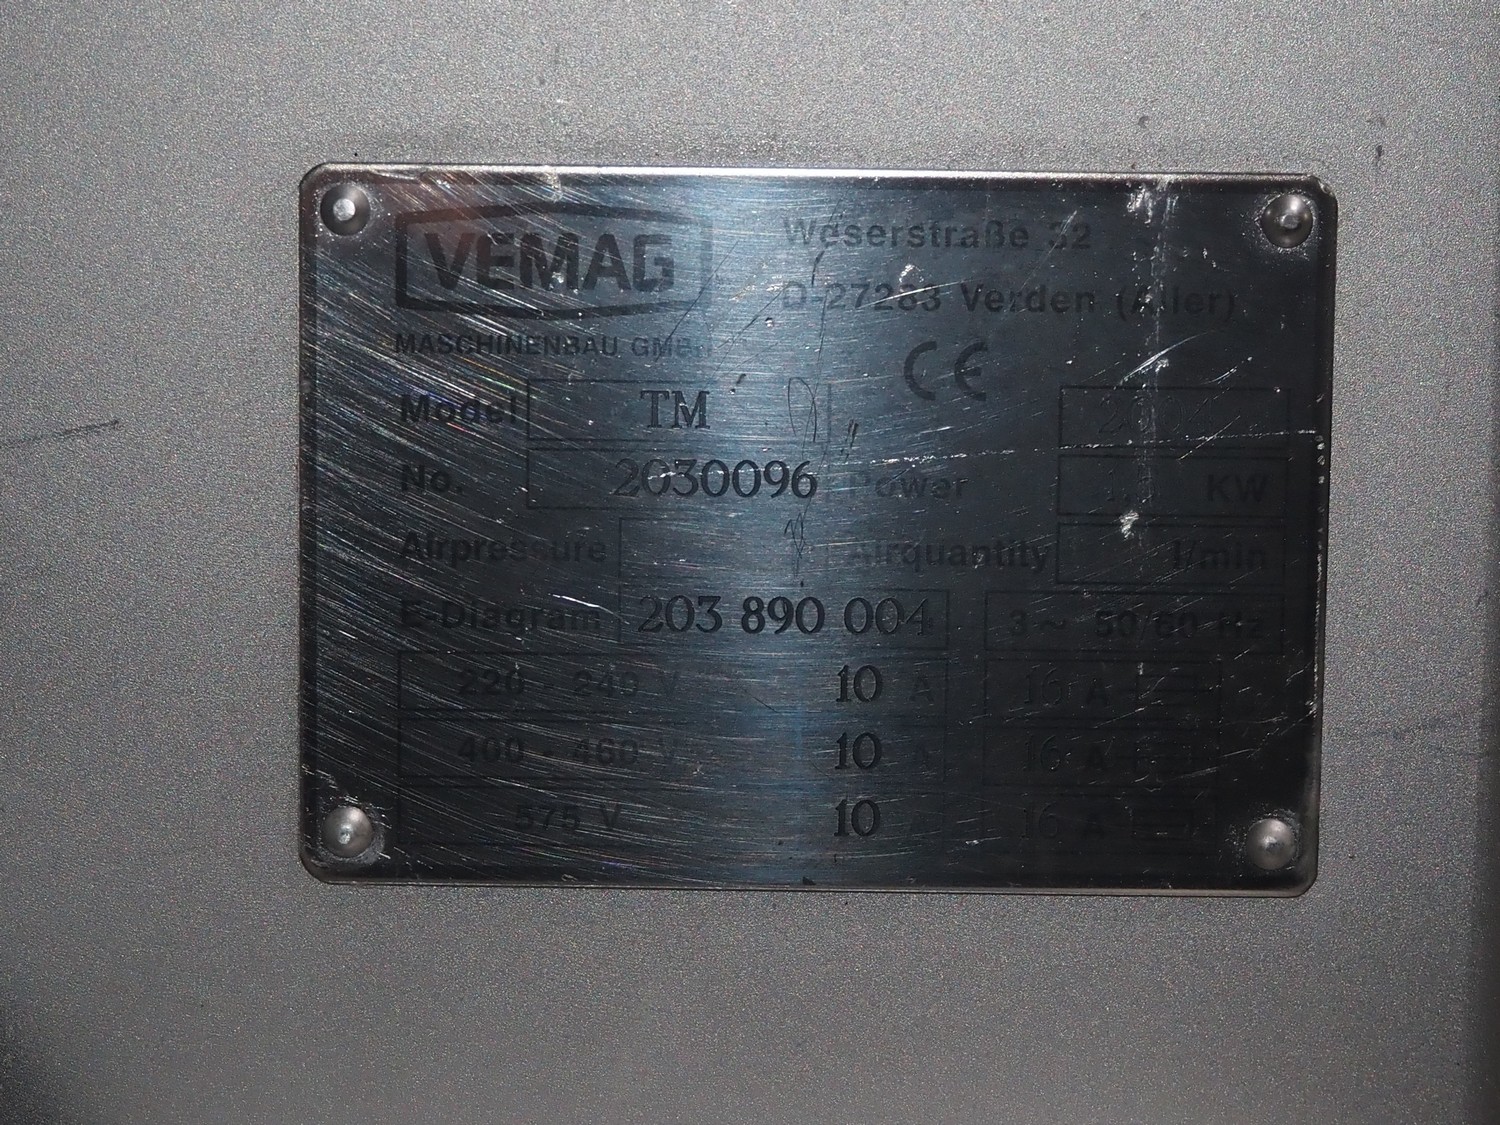 VEMAG Weserstraße 32
D-27283 Verden (Aller)
MASCHINENBAU GMBH
CE
Model TM
No. 2030096 Power KW
Airpressure Airquantity l/min
E-Diagram 203 890 004 3 ~ 50/60 Hz
220 - 240 V 10 A 16 A
400 - 460 V 10 A 16 A
575 V 10 A 16 A